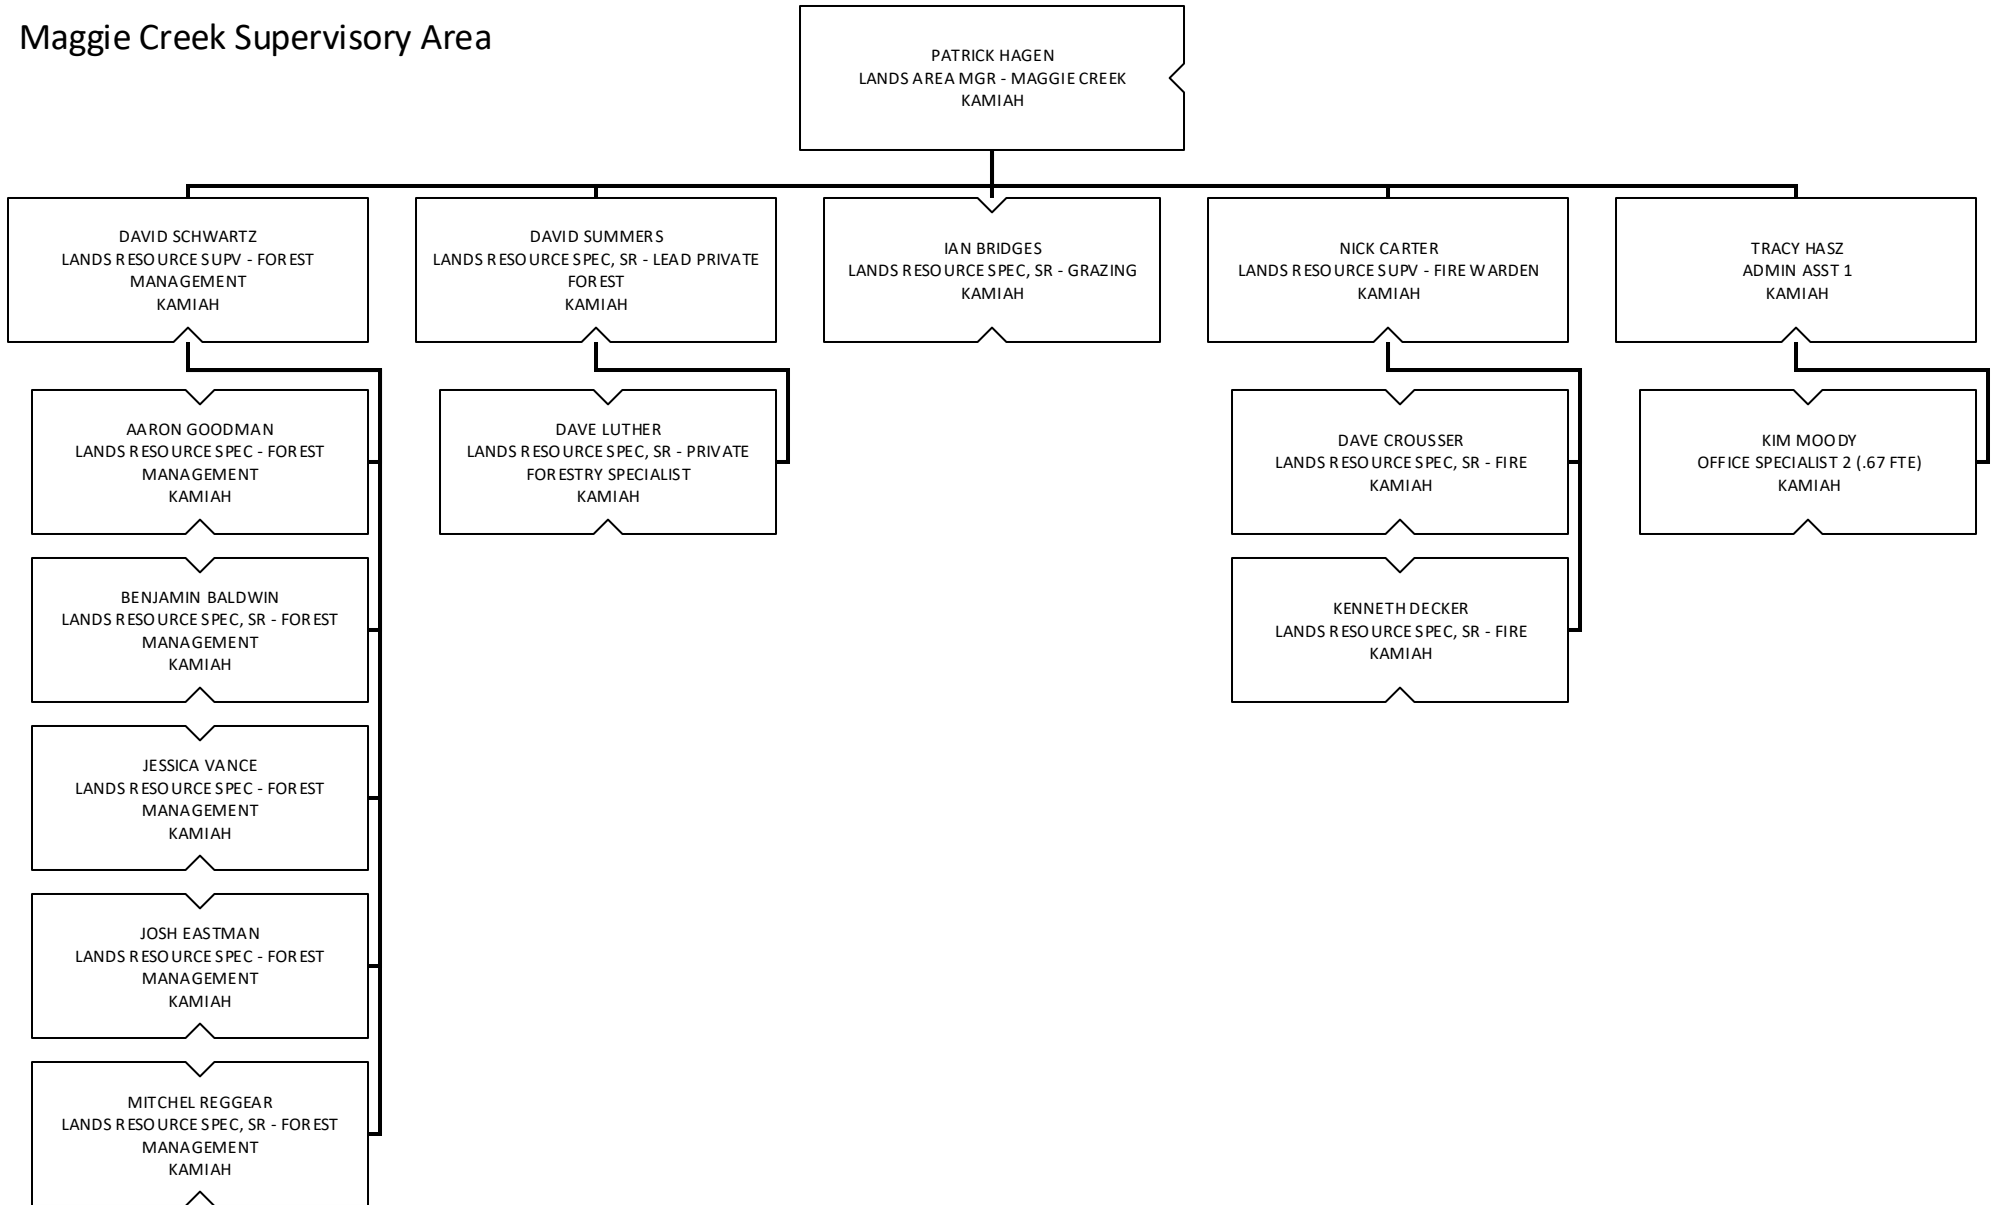 Maggie Creek Supervisory Area
PATRICK HAGEN
LANDS AREA MGR - MAGGIE CREEK
KAMIAH
DAVID SCHWARTZ
LANDS RESOURCE SUPV - FOREST
MANAGEMENT
KAMIAH
DAVID SUMMERS
LANDS RESOURCE SPEC, SR - LEAD PRIVATE
FOREST
KAMIAH
IAN BRIDGES
LANDS RESOURCE SPEC, SR - GRAZING
KAMIAH
NICK CARTER
LANDS RESOURCE SUPV - FIRE WARDEN
KAMIAH
TRACY HASZ
ADMIN ASST 1
KAMIAH
AARON GOODMAN
LANDS RESOURCE SPEC - FOREST
MANAGEMENT
KAMIAH
DAVE LUTHER
LANDS RESOURCE SPEC, SR - PRIVATE
FORESTRY SPECIALIST
KAMIAH
DAVE CROUSSER
LANDS RESOURCE SPEC, SR - FIRE
KAMIAH
KIM MOODY
OFFICE SPECIALIST 2 (.67 FTE)
KAMIAH
BENJAMIN BALDWIN
LANDS RESOURCE SPEC, SR - FOREST
MANAGEMENT
KAMIAH
KENNETH DECKER
LANDS RESOURCE SPEC, SR - FIRE
KAMIAH
JESSICA VANCE
LANDS RESOURCE SPEC - FOREST
MANAGEMENT
KAMIAH
JOSH EASTMAN
LANDS RESOURCE SPEC - FOREST
MANAGEMENT
KAMIAH
MITCHEL REGGEAR
LANDS RESOURCE SPEC, SR - FOREST
MANAGEMENT
KAMIAH